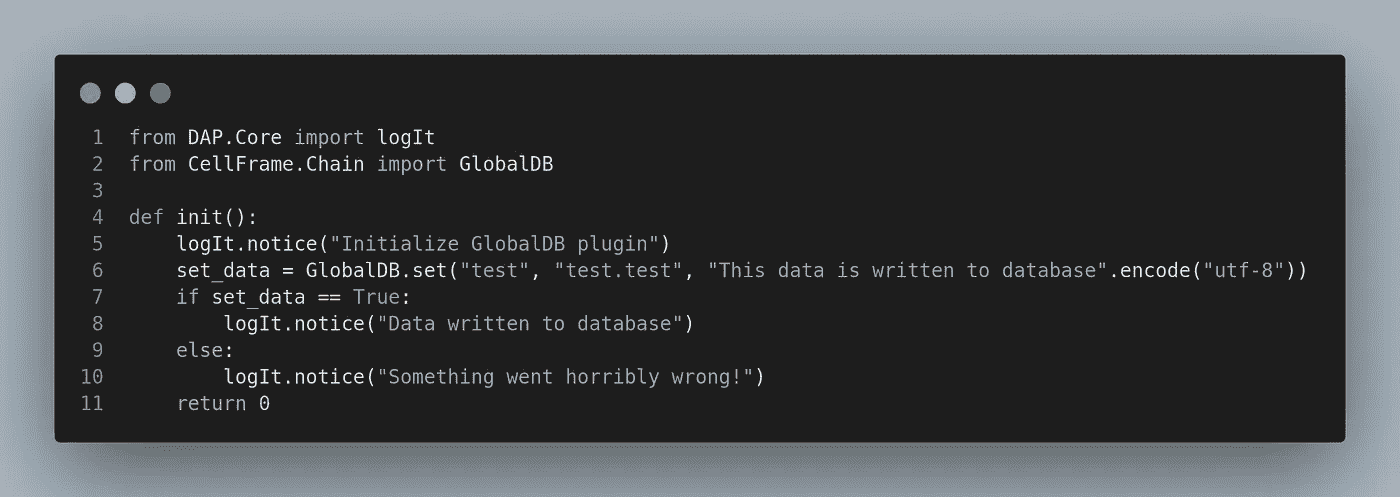 1 from DAP.Core import logIt
2 from CellFrame.Chain import GlobalDB
3
4 def init():
5     logIt.notice("Initialize GlobalDB plugin")
6     set_data = GlobalDB.set("test", "test.test", "This data is written to database".encode("utf-8"))
7     if set_data == True:
8         logIt.notice("Data written to database")
9     else:
10         logIt.notice("Something went horribly wrong!")
11     return 0